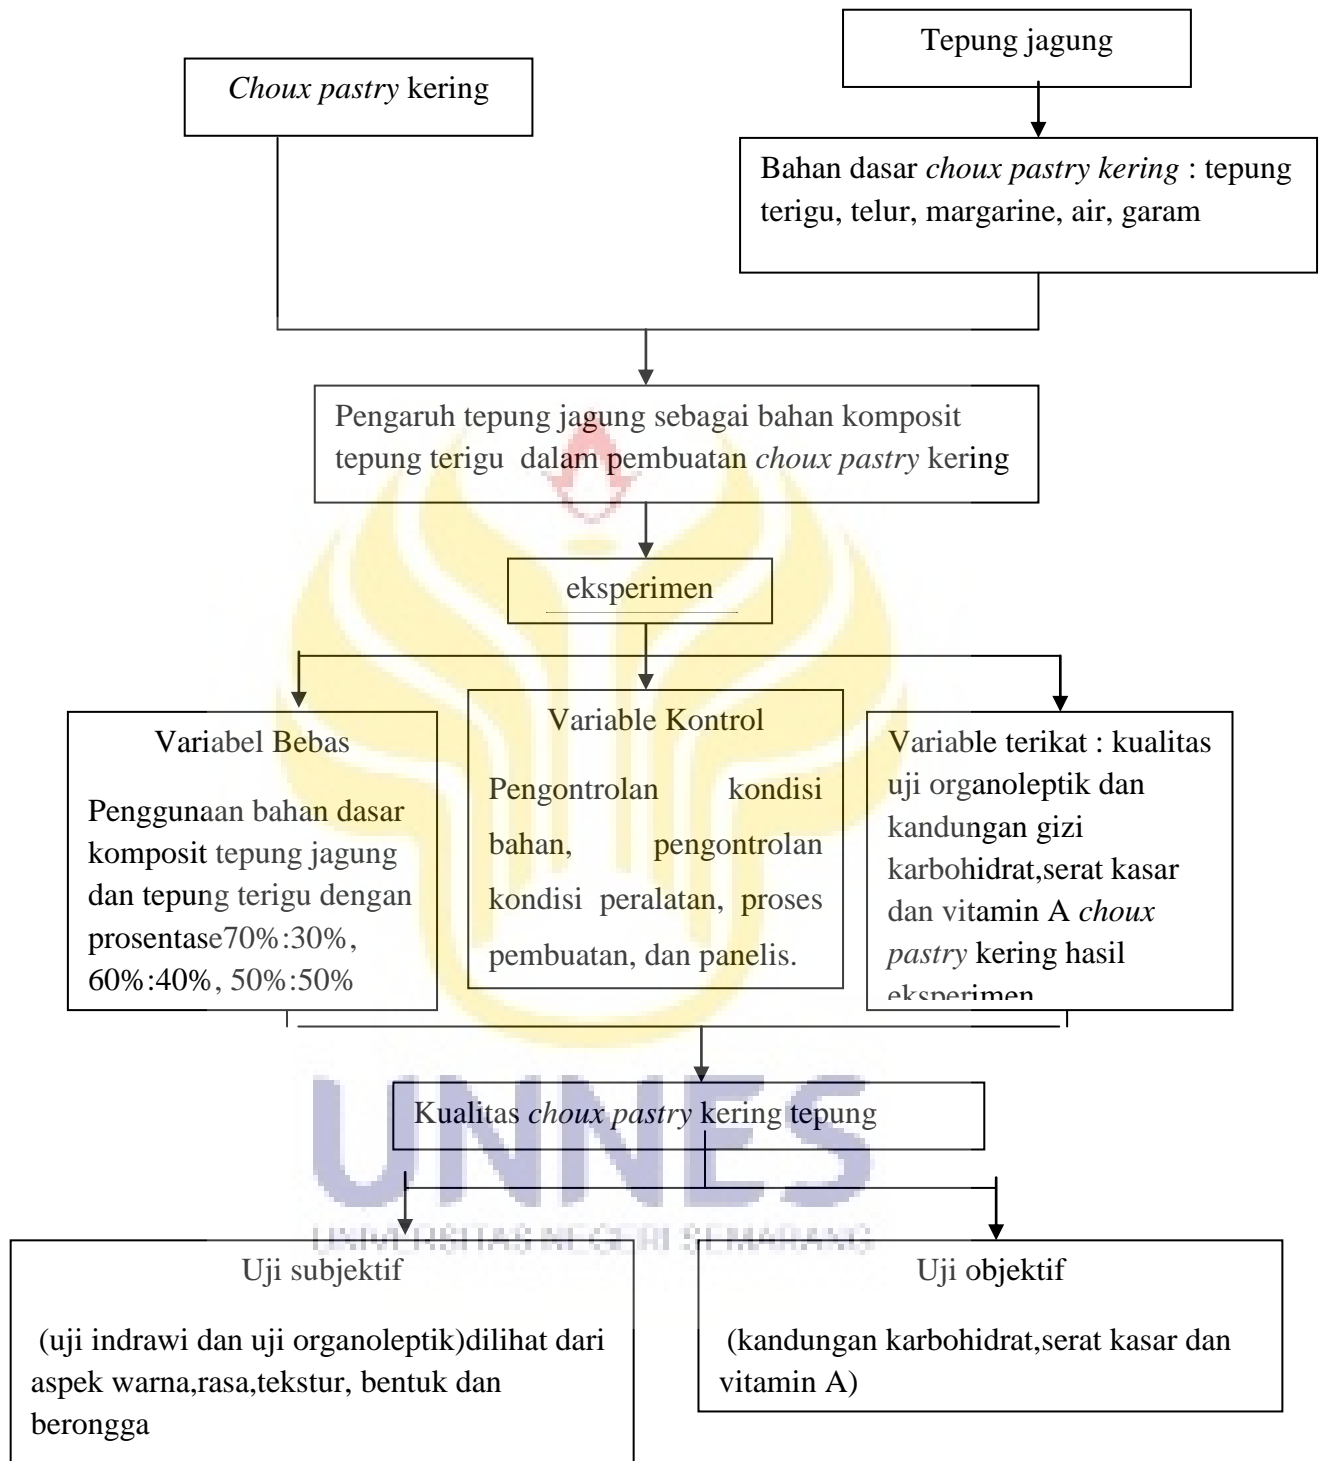 Tepung jagung
Choux pastry kering
Bahan dasar choux pastry kering : tepung
terigu, telur, margarine, air, garam
Pengaruh tepung jagung sebagai bahan komposit
tepung terigu dalam pembuatan choux pastry kering
eksperimen
Variabel Bebas
Penggunaan bahan dasar
komposit tepung jagung
dan tepung terigu dengan
prosentase70%:30%,
60%:40%, 50%:50%
Variable Kontrol
Pengontrolan kondisi
bahan, pengontrolan
kondisi peralatan, proses
pembuatan, dan panelis.
Variable terikat : kualitas
uji organoleptik dan
kandungan gizi
karbohidrat,serat kasar
dan vitamin A choux
pastry kering hasil
eksperimen
UNNES
Kualitas choux pastry kering tepung
UNIVERSITAS NEGERI SEMARANG
Uji subjektif
(uji indrawi dan uji organoleptik)dilihat dari
aspek warna,rasa,tekstur, bentuk dan
berongga
Uji objektif
(kandungan karbohidrat,serat kasar dan
vitamin A)